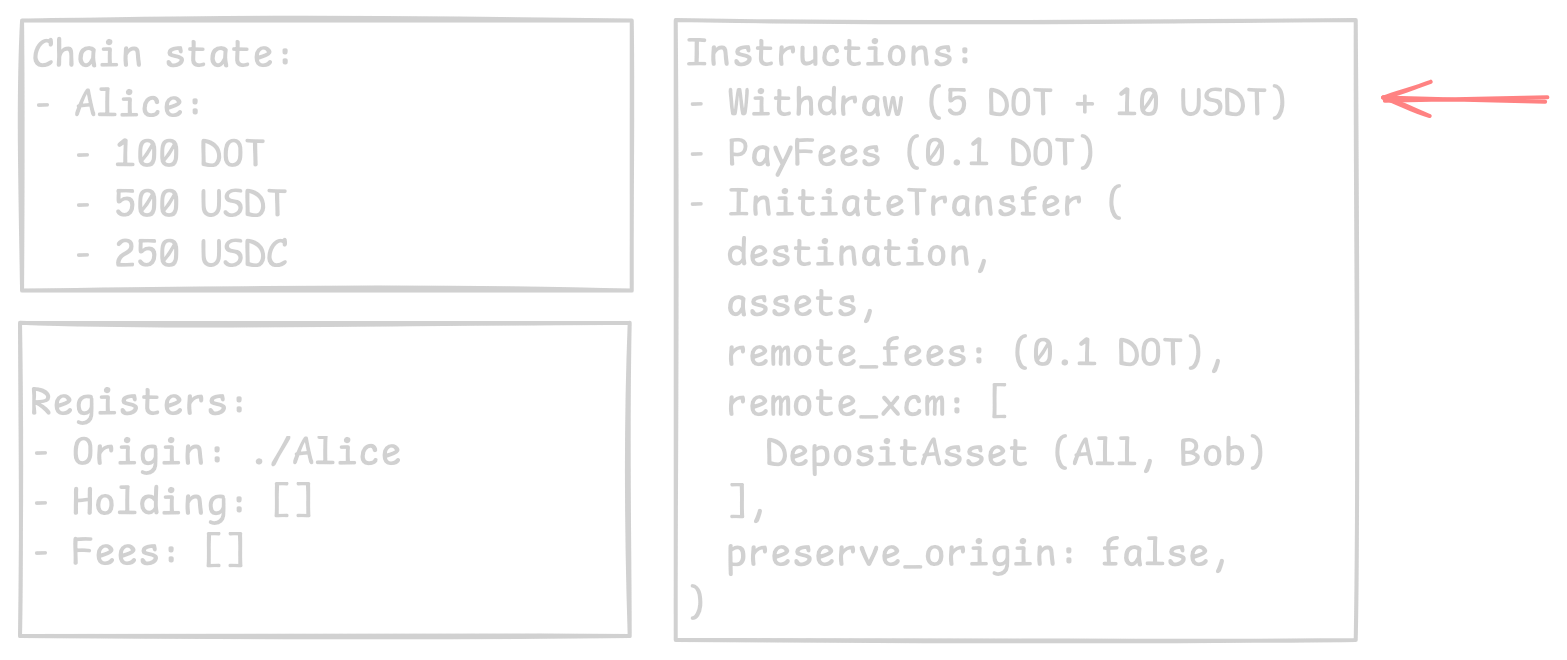 Chain state:
- Alice:
- 100 DOT
- 500 USDT
- 250 USDC
Registers:
- Origin: ./Alice
- Holding: []
- Fees: []
Instructions:
- Withdraw (5 DOT + 10 USDT)
- PayFees (0.1 DOT)
- InitiateTransfer (
destination,
assets,
remote_fees: (0.1 DOT),
remote_xcm: [
DepositAsset (All, Bob)
],
preserve_origin: false,
)